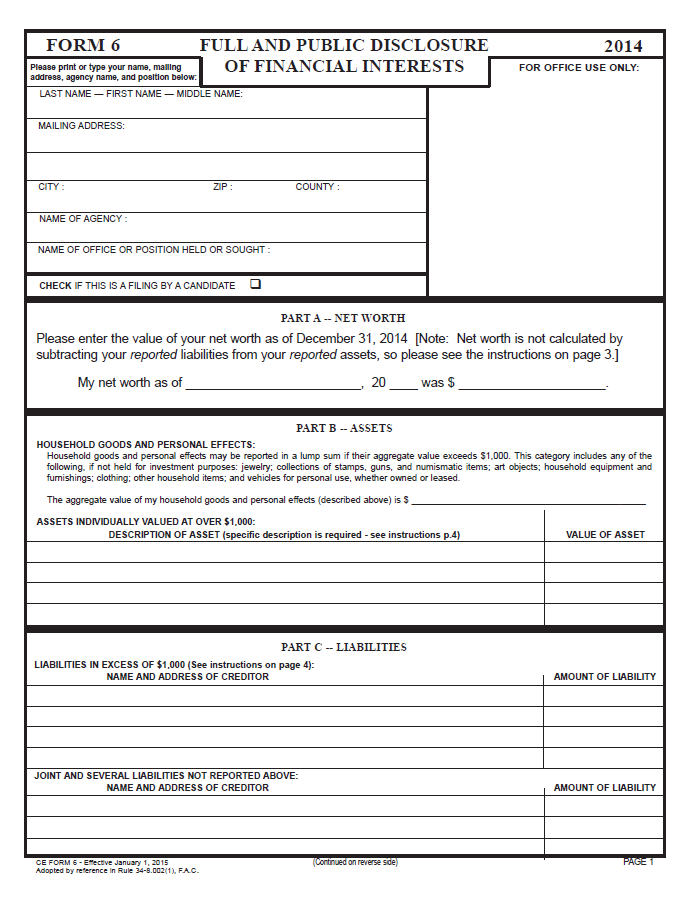 FORM 6
FULL AND PUBLIC DISCLOSURE
2014
Please print or type your name, mailing
address, agency name, and position below:
OF FINANCIAL INTERESTS
FOR OFFICE USE ONLY:
LAST NAME — FIRST NAME — MIDDLE NAME:
MAILING ADDRESS:
CITY : ZIP : COUNTY :
NAME OF AGENCY :
NAME OF OFFICE OR POSITION HELD OR SOUGHT :
CHECK IF THIS IS A FILING BY A CANDIDATE ❑
PART A -- NET WORTH
Please enter the value of your net worth as of December 31, 2014 [Note: Net worth is not calculated by
subtracting your reported liabilities from your reported assets, so please see the instructions on page 3.]
My net worth as of ________________________, 20 ____ was $ ____________________.
PART B -- ASSETS
HOUSEHOLD GOODS AND PERSONAL EFFECTS:
Household goods and personal effects may be reported in a lump sum if their aggregate value exceeds $1,000. This category includes any of the
following, if not held for investment purposes: jewelry; collections of stamps, guns, and numismatic items; art objects; household equipment and
furnishings; clothing; other household items; and vehicles for personal use, whether owned or leased.
The aggregate value of my household goods and personal effects (described above) is $ ________________________________________
ASSETS INDIVIDUALLY VALUED AT OVER $1,000:
DESCRIPTION OF ASSET (specific description is required - see instructions p.4) VALUE OF ASSET
PART C -- LIABILITIES
LIABILITIES IN EXCESS OF $1,000 (See instructions on page 4):
NAME AND ADDRESS OF CREDITOR AMOUNT OF LIABILITY
JOINT AND SEVERAL LIABILITIES NOT REPORTED ABOVE:
NAME AND ADDRESS OF CREDITOR AMOUNT OF LIABILITY
CE FORM 6 - Effective January 1, 2015 (Continued on reverse side) PAGE 1
Adopted by reference in Rule 34-8.002(1), F.A.C.